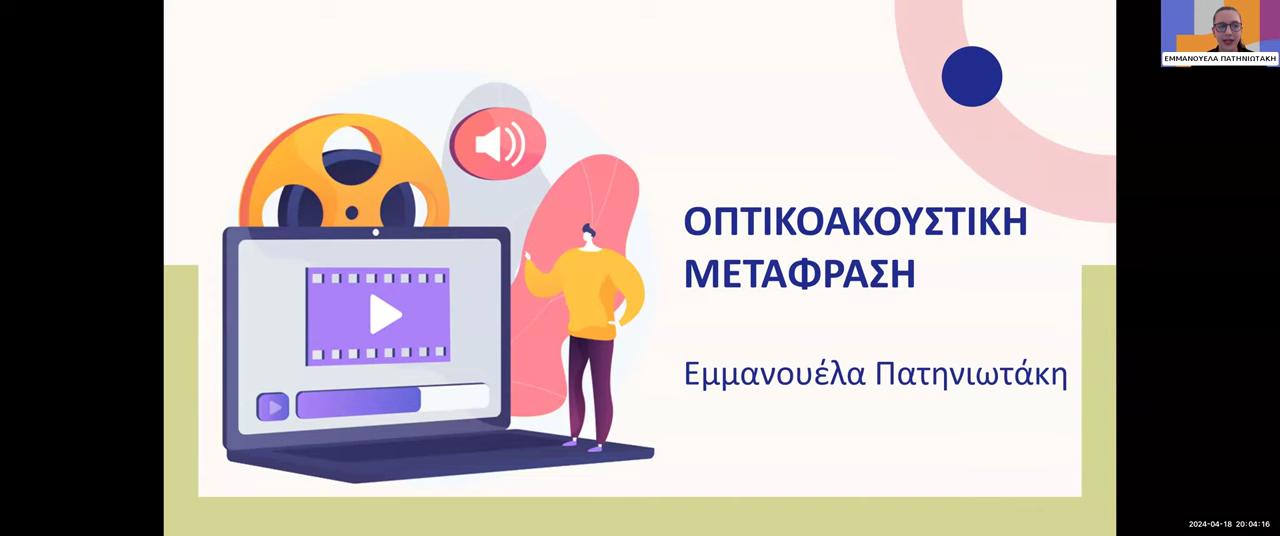 ΟΠΤΙΚΟΑΚΟΥΣΤΙΚΗ
ΜΕΤΑΦΡΑΣΗ
Εμμανουέλα Πατηνιωτάκη
ΕΜΜΑΝΟΥΕΛΑ ΠΑΤΗΝΙΩΤΑΚΗ
2024-04-18 20:04:16